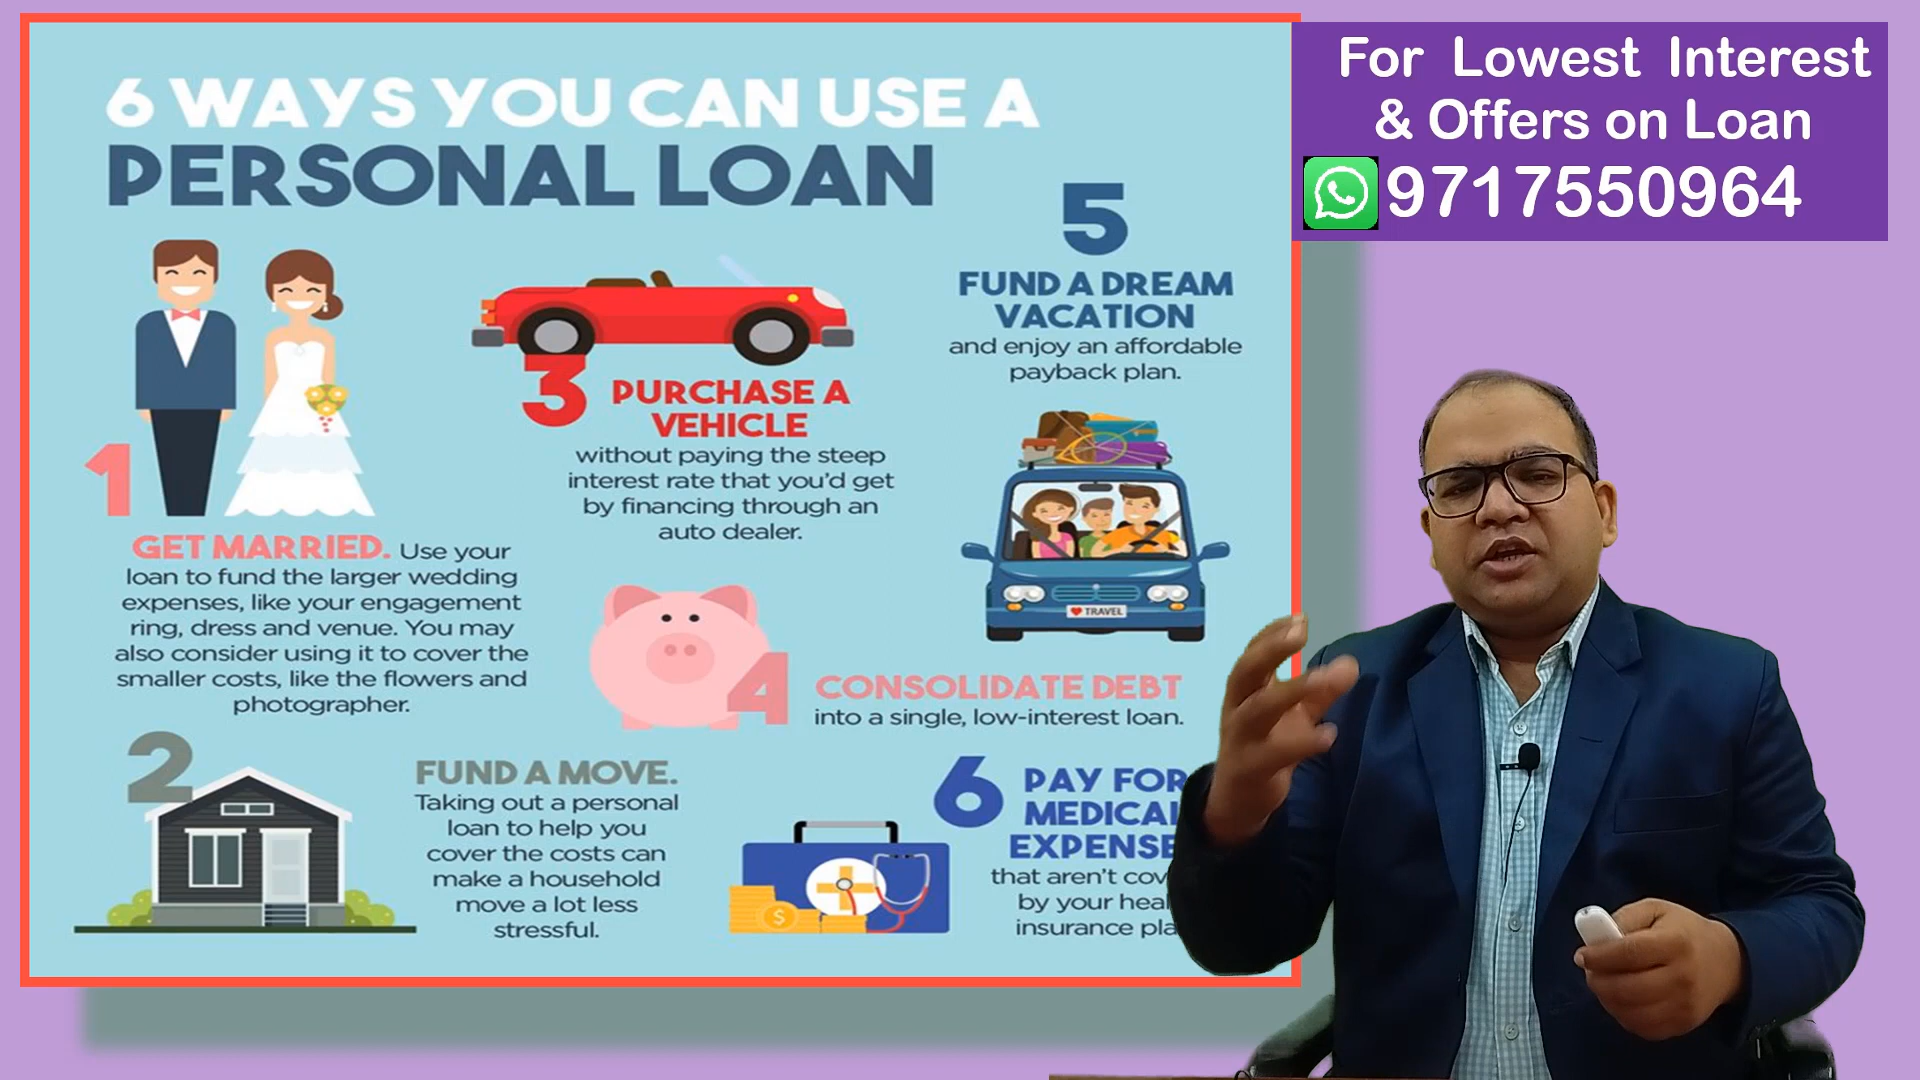 6 WAYS YOU CAN USE A
PERSONAL LOAN
For Lowest Interest
& Offers on Loan
9717550964
1
GET MARRIED. Use your
loan to fund the larger wedding
expenses, like your engagement
ring, dress and venue. You may
also consider using it to cover the
smaller costs, like the flowers and
photographer.
2
FUND A MOVE.
Taking out a personal
loan to help you
cover the costs can
make a household
move a lot less
stressful.
3
PURCHASE A
VEHICLE
without paying the steep
interest rate that you'd get
by financing through an
auto dealer.
4
CONSOLIDATE DEBT
into a single, low-interest loan.
5
FUND A DREAM
VACATION
and enjoy an affordable
payback plan.
TRAVEL
6
PAY FOR
MEDICAL
EXPENSE
that aren't cov
by your heal
insurance pla